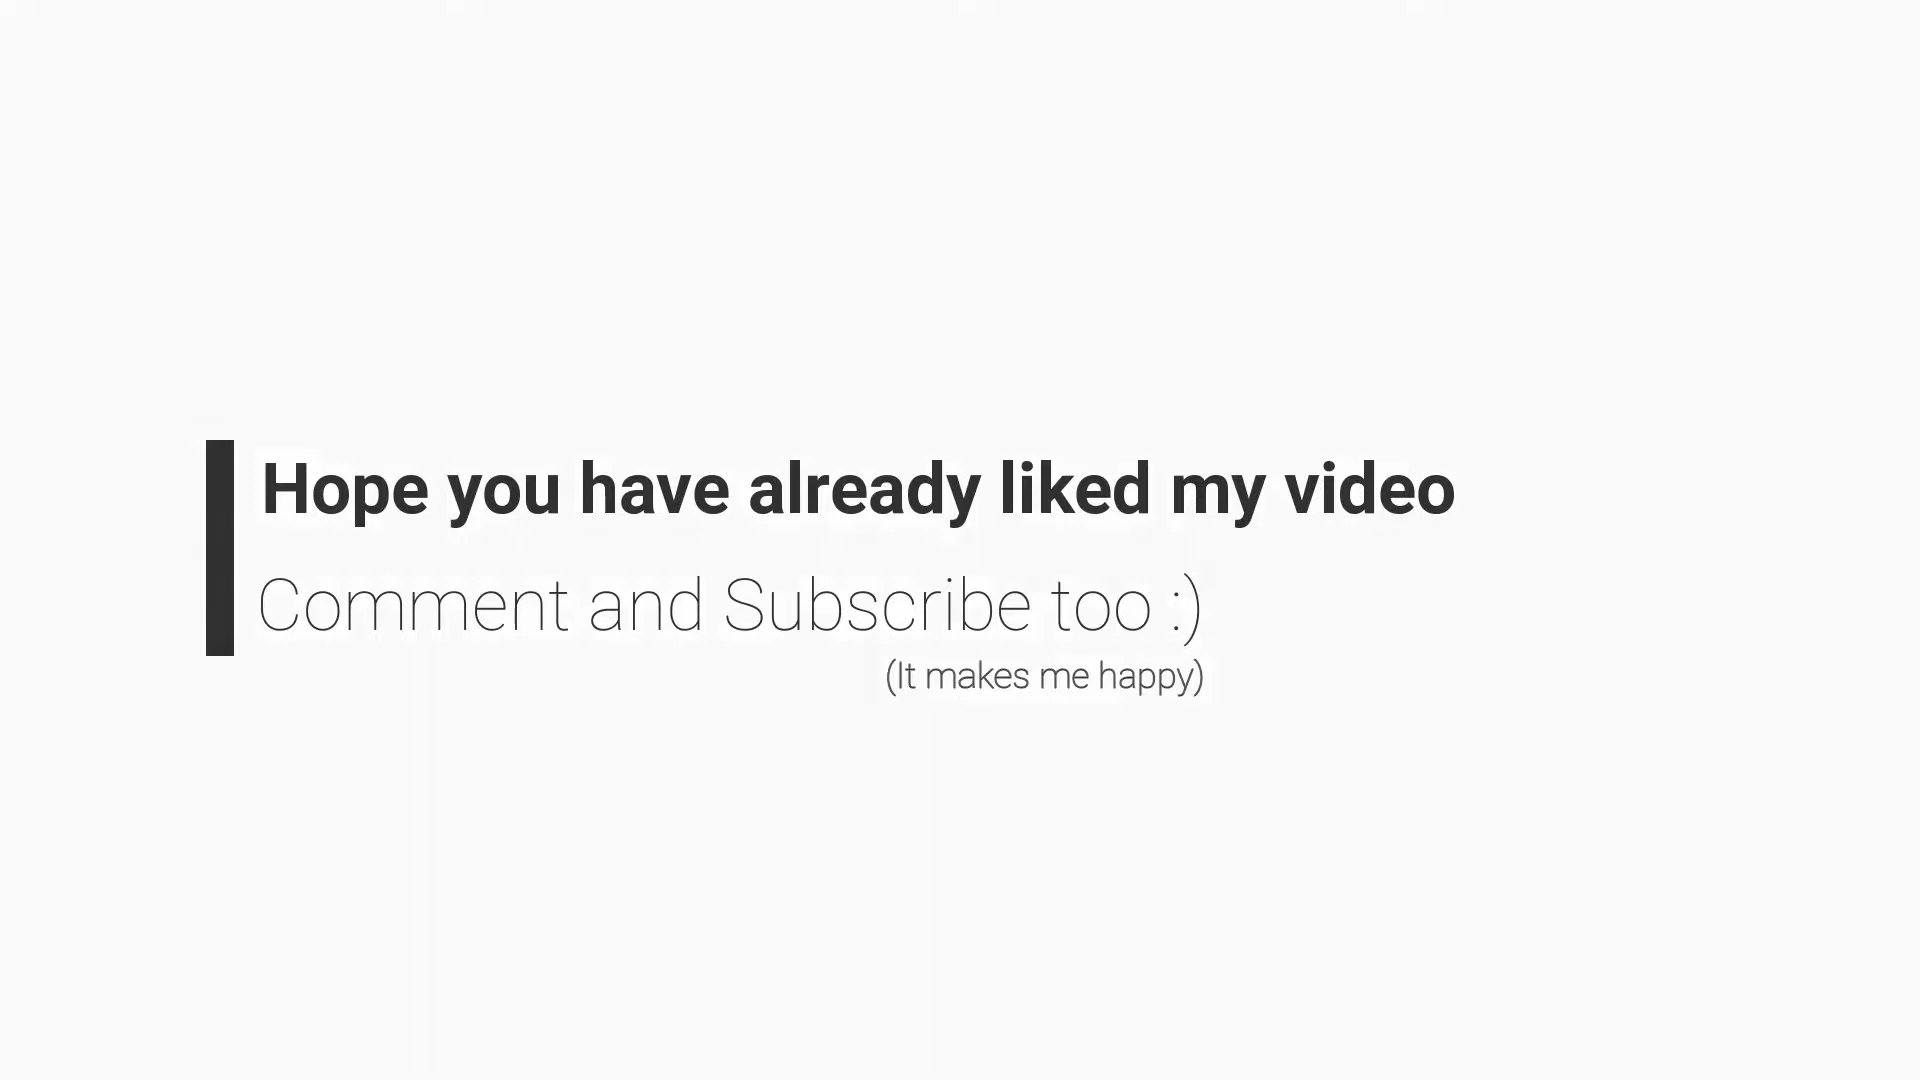 Hope you have already liked my video
Comment and Subscribe too :)
(It makes me happy)